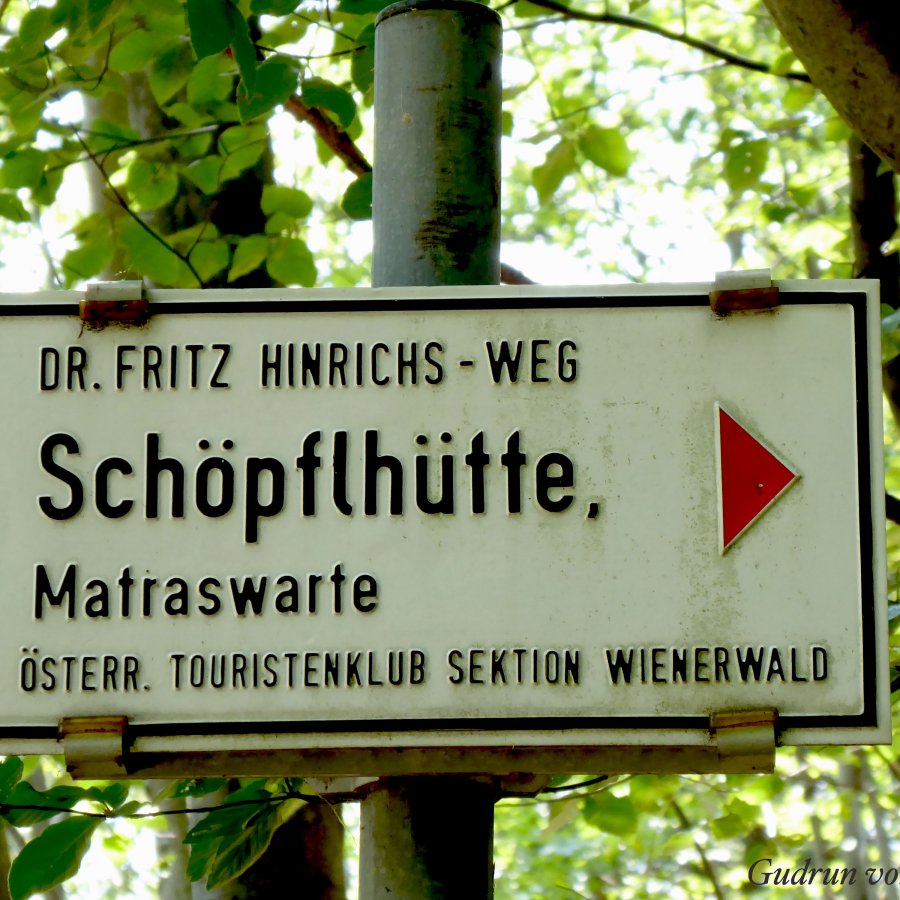 DR. FRITZ HINRICHS - WEG
Schöpflhütte,
Matraswarte
ÖSTERR. TOURISTENKLUB SEKTION WIENERWALD
Gudrun